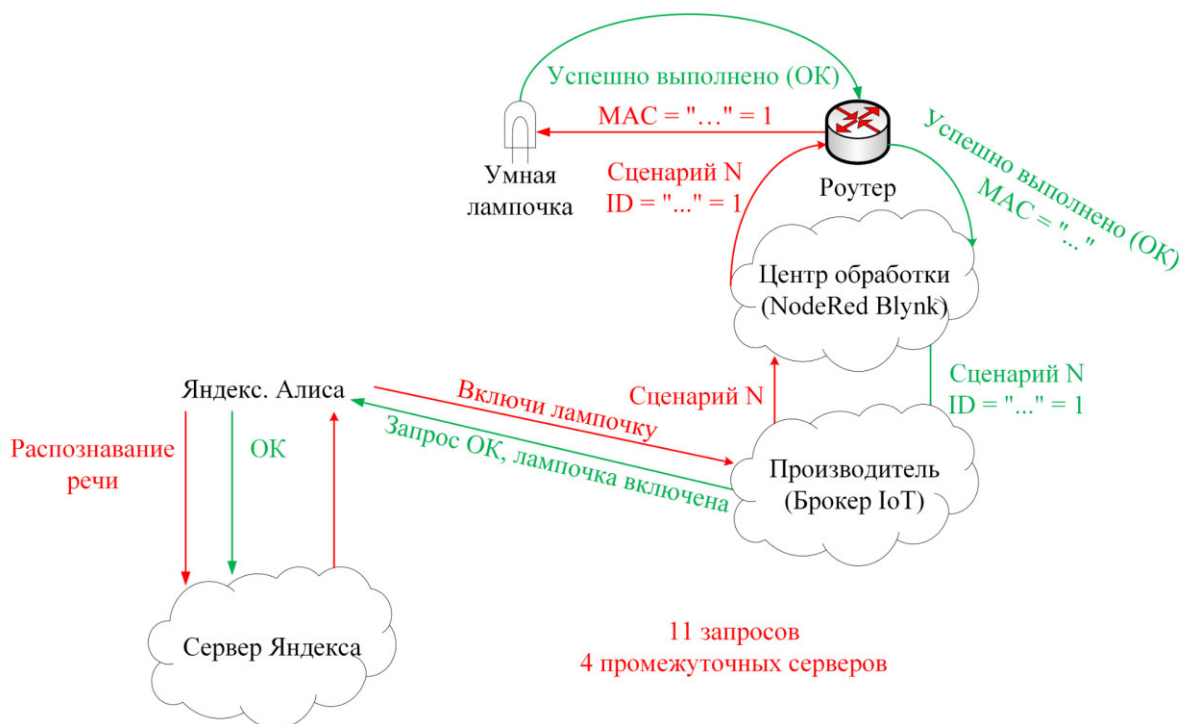 Успешно выполнено (ОК)
MAC = "…" = 1
Умная
лампочка
Сценарий N
ID = "..." = 1
Роутер
Успешно выполнено (ОК)
MAC = "..."
Центр обработки
(NodeRed Blynk)
Яндекс. Алиса
Включи лампочку
Запрос ОК, лампочка включена
Сценарий N
Сценарий N
ID = "..." = 1
Распознавание
речи
ОК
Производитель
(Брокер IoT)
Сервер Яндекса
11 запросов
4 промежуточных серверов